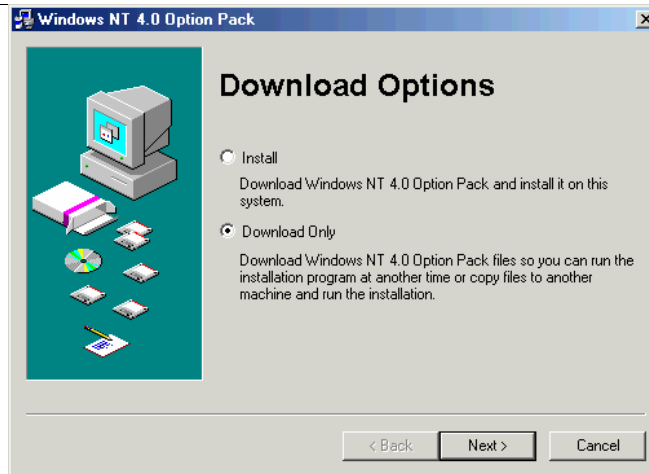 Windows NT 4.0 Option Pack
Download Options
Install
Download Windows NT 4.0 Option Pack and install it on this
system.
Download Only
Download Windows NT 4.0 Option Pack files so you can run the
installation program at another time or copy files to another
machine and run the installation.
< Back
Next >
Cancel